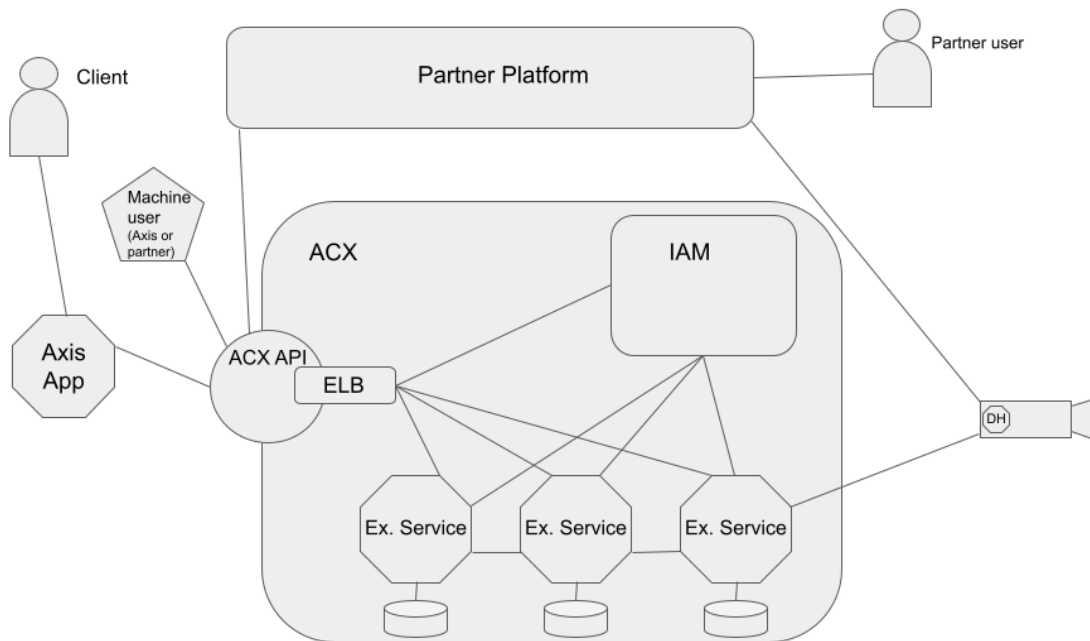 Client
Partner Platform
Partner user
Machine
user
(Axis or
partner)
ACX
IAM
Axis
App
ACX API
ELB
DH
Ex. Service
Ex. Service
Ex. Service